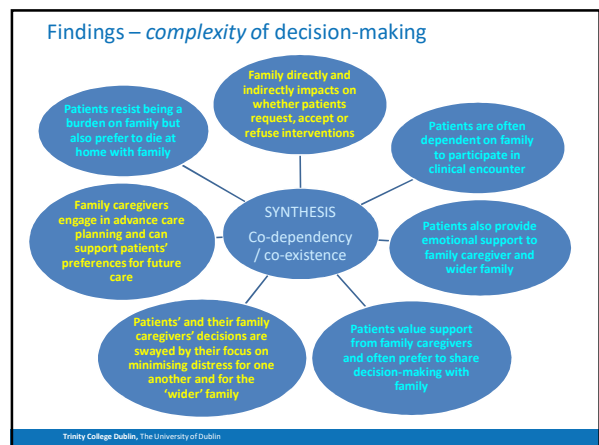 Findings – complexity of decision-making
Family directly and
indirectly impacts on
whether patients
request, accept or
refuse interventions
Patients resist being a
burden on family but
also prefer to die at
home with family
Patients are often
dependent on family
to participate in
clinical encounter
Family caregivers
engage in advance care
planning and can
support patients'
preferences for future
care
SYNTHESIS
Co-dependency
/ co-existence
Patients also provide
emotional support to
family caregiver and
wider family
Patients' and their family
caregivers' decisions are
swayed by their focus on
minimising distress for one
another and for the
'wider' family
Patients value support
from family caregivers
and often prefer to share
decision-making with
family
Trinity College Dublin, The University of Dublin